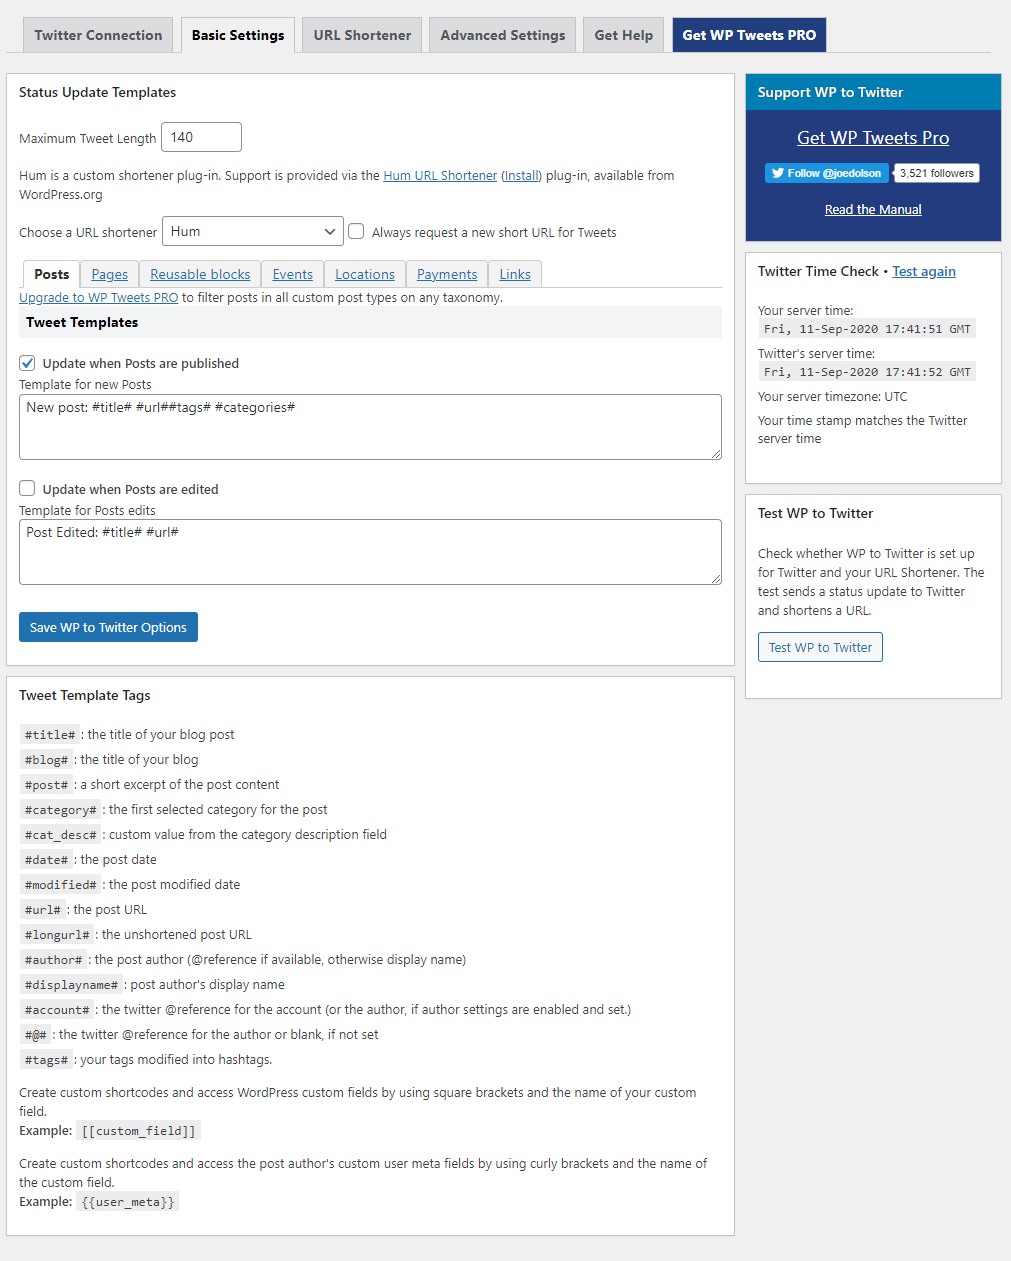 Twitter Connection
Basic Settings
URL Shortener
Advanced Settings
Get Help
Get WP Tweets PRO
Status Update Templates
Maximum Tweet Length 140
Hum is a custom shortener plug-in. Support is provided via the Hum URL Shortener (Install) plug-in, available from
WordPress.org
Choose a URL shortener Hum Always request a new short URL for Tweets
Posts Pages Reusable blocks Events Locations Payments Links
Upgrade to WP Tweets PRO to filter posts in all custom post types on any taxonomy.
Tweet Templates
Update when Posts are published
Template for new Posts
New post: #title# #url##tags# #categories#
Update when Posts are edited
Template for Posts edits
Post Edited: #title# #url#
Save WP to Twitter Options
Tweet Template Tags
#title# : the title of your blog post
#blog# : the title of your blog
#post# : a short excerpt of the post content
#category# : the first selected category for the post
#cat_desc# : custom value from the category description field
#date# : the post date
#modified# : the post modified date
#url# : the post URL
#longurl# : the unshortened post URL
#author# : the post author (@reference if available, otherwise display name)
#displayname# : post author's display name
#account# : the twitter @reference for the account (or the author, if author settings are enabled and set.)
#@# : the twitter @reference for the author or blank, if not set
#tags# : your tags modified into hashtags.
Create custom shortcodes and access WordPress custom fields by using square brackets and the name of your custom
field.
Example: [[custom_field]]
Create custom shortcodes and access the post author's custom user meta fields by using curly brackets and the name of
the custom field.
Example: {{user_meta}}
Support WP to Twitter
Get WP Tweets Pro
Follow @joedolson 3,521 followers
Read the Manual
Twitter Time Check • Test again
Your server time:
Fri, 11-Sep-2020 17:41:51 GMT
Twitter's server time:
Fri, 11-Sep-2020 17:41:52 GMT
Your server timezone: UTC
Your time stamp matches the Twitter
server time
Test WP to Twitter
Check whether WP to Twitter is set up
for Twitter and your URL Shortener. The
test sends a status update to Twitter
and shortens a URL.
Test WP to Twitter